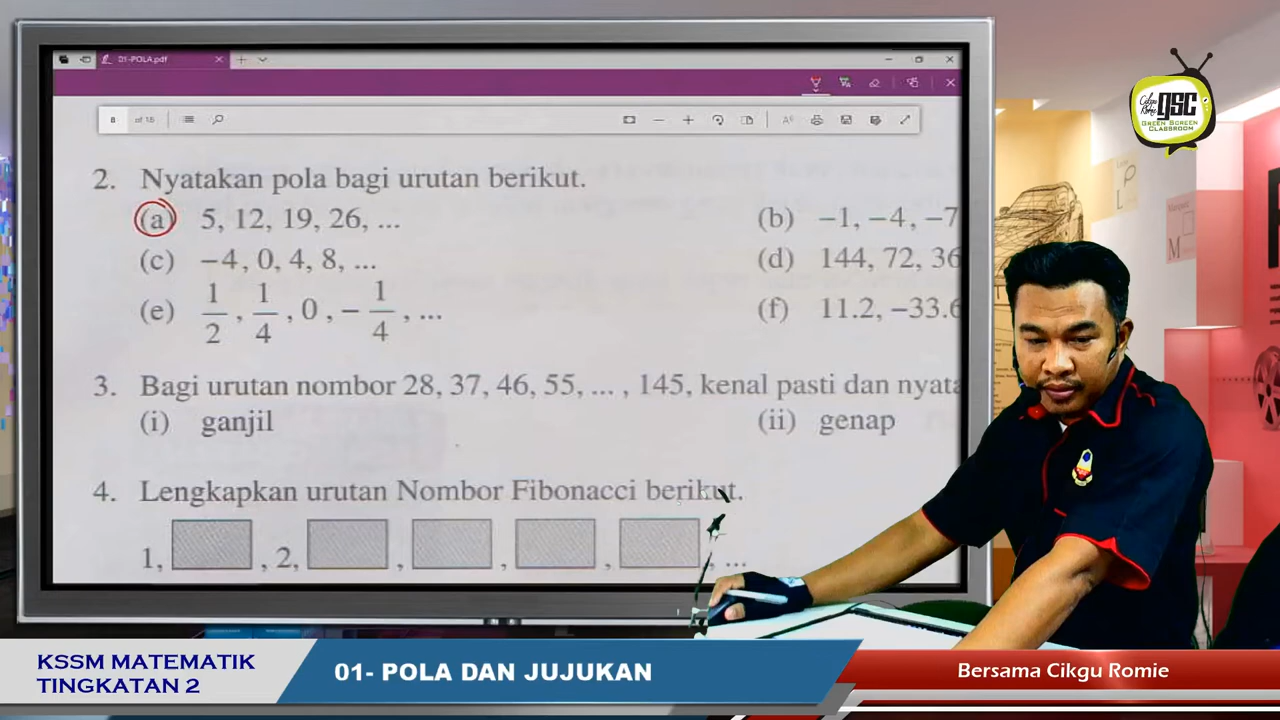 01-POLA.pdf
8 of 16
2. Nyatakan pola bagi urutan berikut.
(a) 5, 12, 19, 26, ...
(b) −1, −4, −7
(c) −4, 0, 4, 8, ...
(d) 144, 72, 36
(e) 1/2, 1/4, 0, −1/4, ...
(f) 11.2, −33.6
3. Bagi urutan nombor 28, 37, 46, 55, ... , 145, kenal pasti dan nyata
(i) ganjil
(ii) genap
4. Lengkapkan urutan Nombor Fibonacci berikut.
1, , 2, , , , , ...
Cikgu Romie GSC
GREEN SCREEN
CLASSROOM
P
L
M
KSSM MATEMATIK
TINGKATAN 2
01- POLA DAN JUJUKAN
Bersama Cikgu Romie